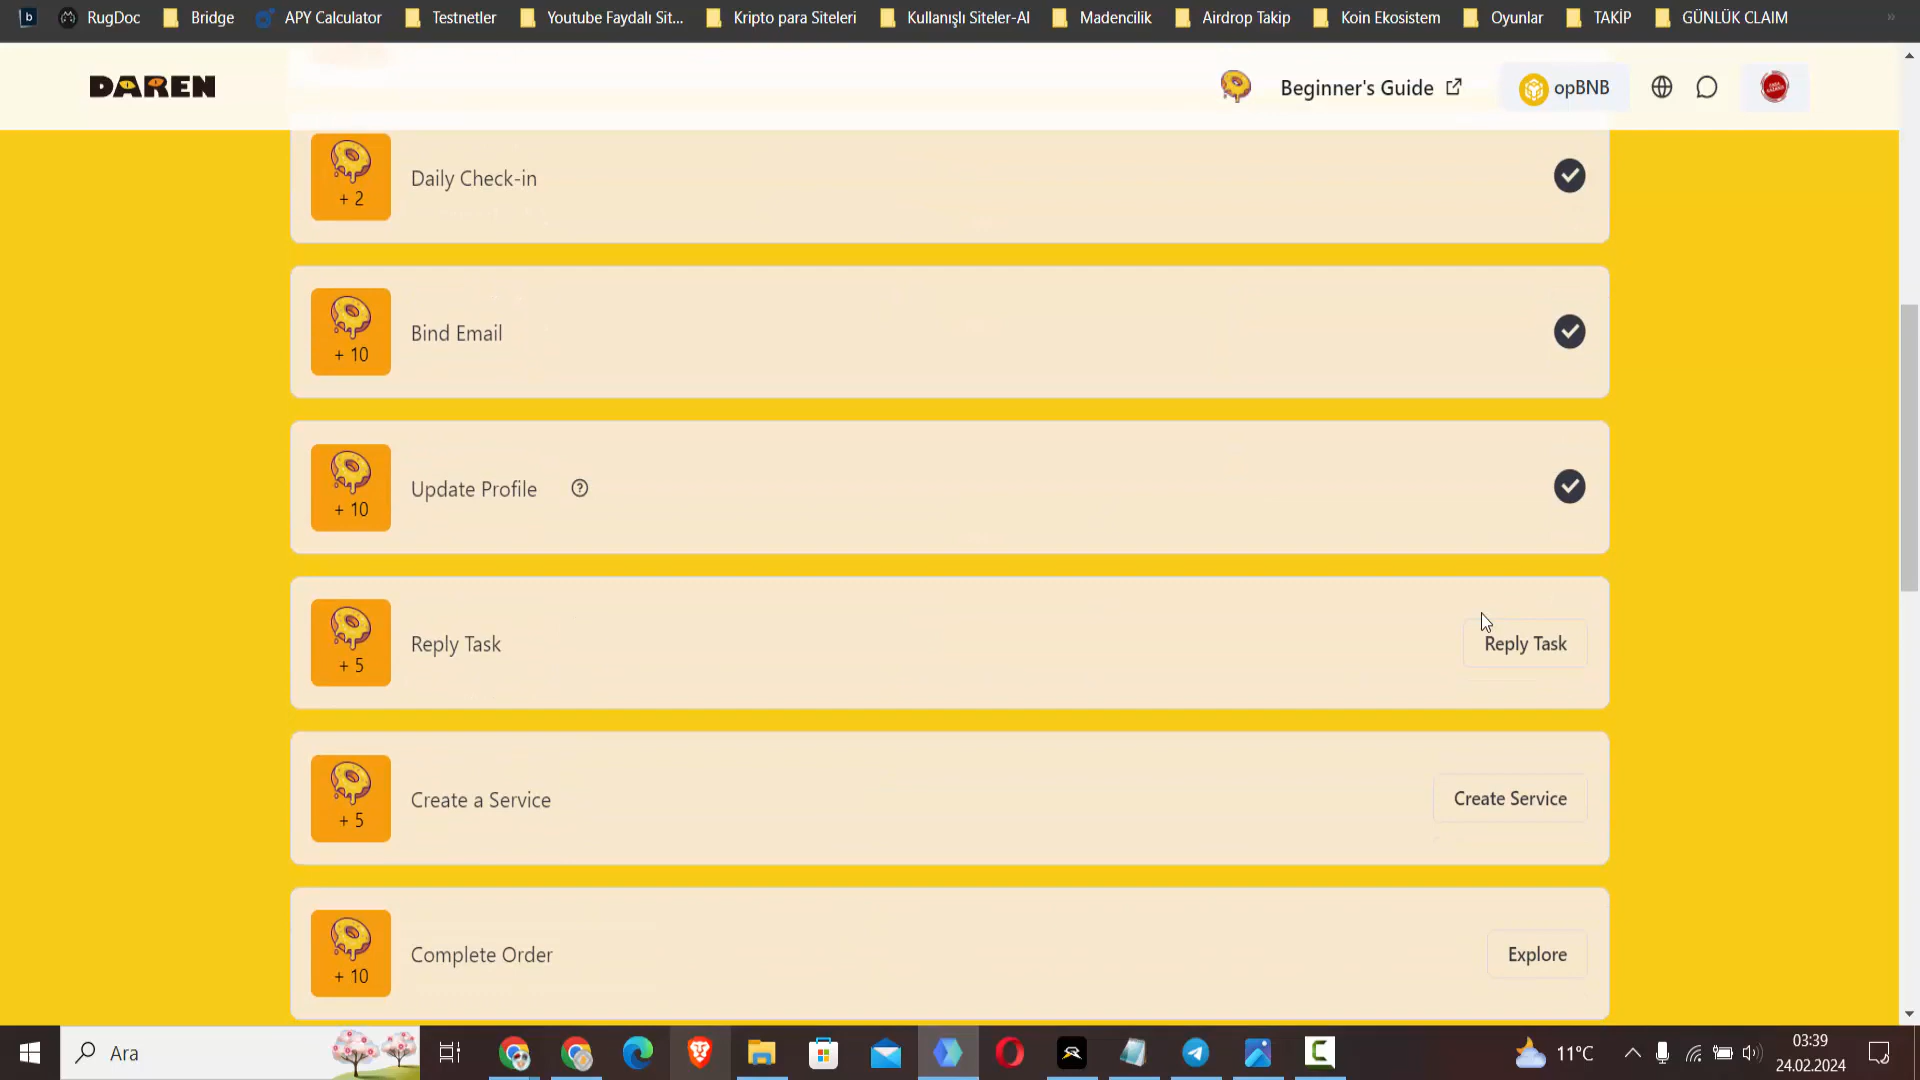 RugDoc Bridge APY Calculator Testnetler Youtube Faydalı Sit... Kripto para Siteleri Kullanışlı Siteler-AI Madencilik Airdrop Takip Koin Ekosistem Oyunlar TAKİP GÜNLÜK CLAIM »
DAREN Beginner's Guide opBNB
+ 2 Daily Check-in
+ 10 Bind Email
+ 10 Update Profile
+ 5 Reply Task Reply Task
+ 5 Create a Service Create Service
+ 10 Complete Order Explore
Ara 11°C 03:39
24.02.2024